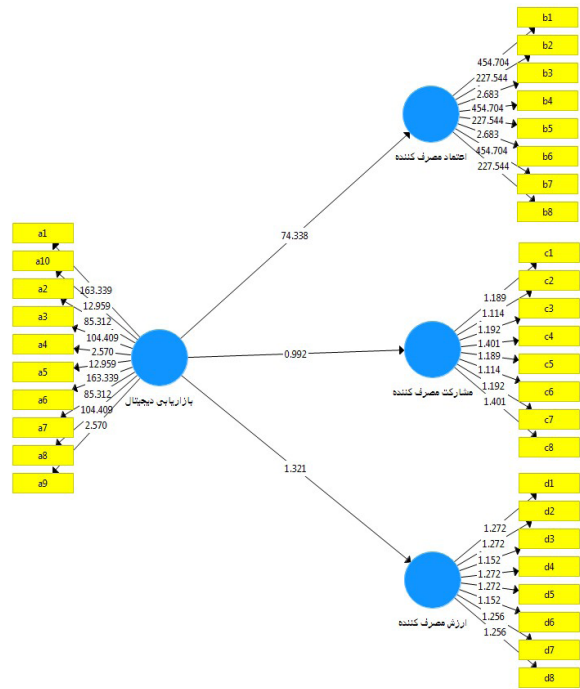 b1
b2
b3
b4
b5
b6
b7
b8
454.704
227.544
2.683
454.704
227.544
2.683
454.704
227.544
اعتماد مصرف کننده
74.338
a1
a10
a2
a3
a4
a5
a6
a7
a8
a9
163.339
12.959
85.312
104.409
2.570
12.959
163.339
85.312
104.409
2.570
بازاریابی دیجیتال
0.992
c1
c2
c3
c4
c5
c6
c7
c8
1.189
1.114
1.192
1.401
1.189
1.114
1.192
1.401
مشارکت مصرف کننده
1.321
d1
d2
d3
d4
d5
d6
d7
d8
1.272
1.272
1.152
1.272
1.272
1.152
1.256
1.256
ارزش مصرف کننده